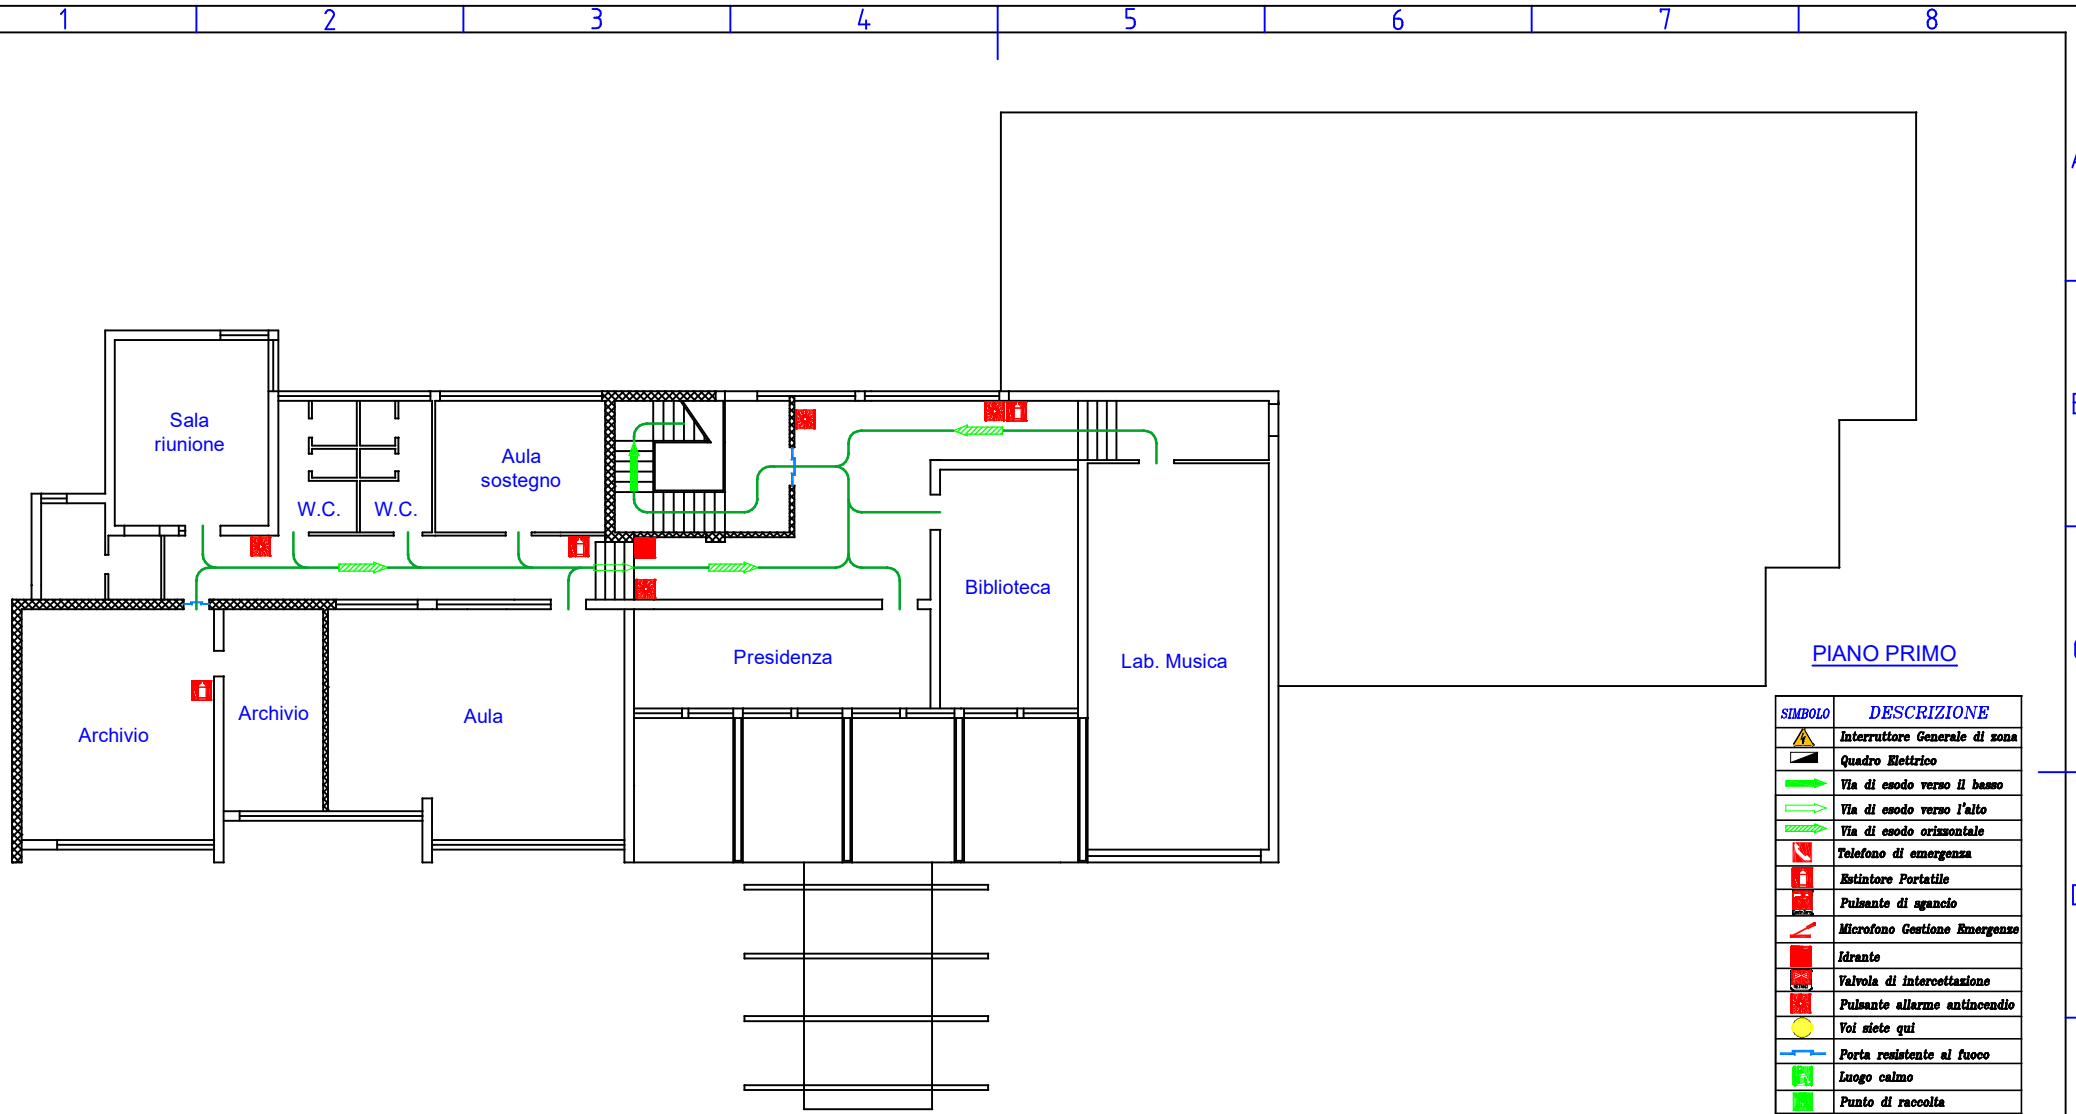 1 2 3 4 5 6 7 8
Sala
riunione
Aula
sostegno
W.C.
W.C.
Biblioteca
Presidenza
Lab. Musica
Archivio
Archivio
Aula
PIANO PRIMO
SIMBOLO DESCRIZIONE
Interruttore Generale di zona
Quadro Elettrico
Via di esodo verso il basso
Via di esodo verso l'alto
Via di esodo orizzontale
Telefono di emergenza
Estintore Portatile
Pulsante di sgancio
Microfono Gestione Emergenze
Idrante
Valvola di intercettazione
Pulsante allarme antincendio
Voi siete qui
Porta resistente al fuoco
Luogo calmo
Punto di raccolta